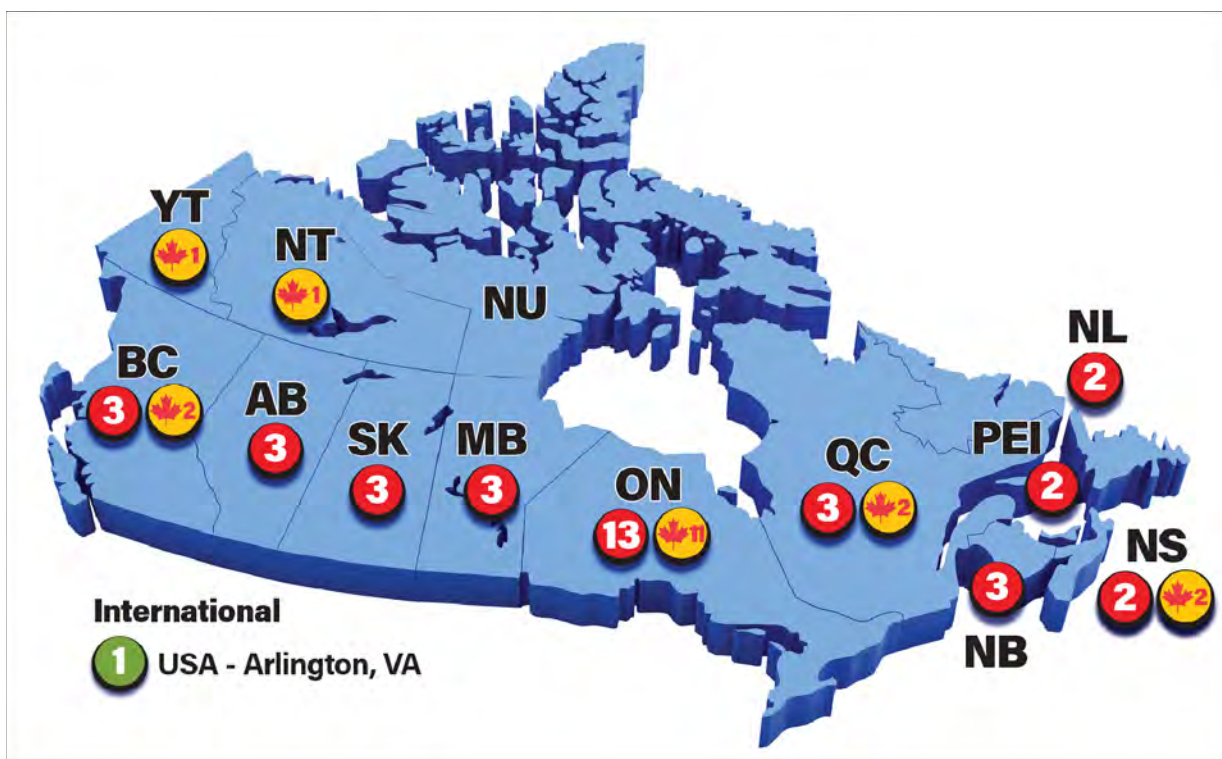 YT
1
NT
1
NU
NL
2
BC
3 2
AB
3
SK
3
MB
3
ON
13 11
QC
3 2
PEI
2
NS
2 2
3
NB
International
1 USA - Arlington, VA